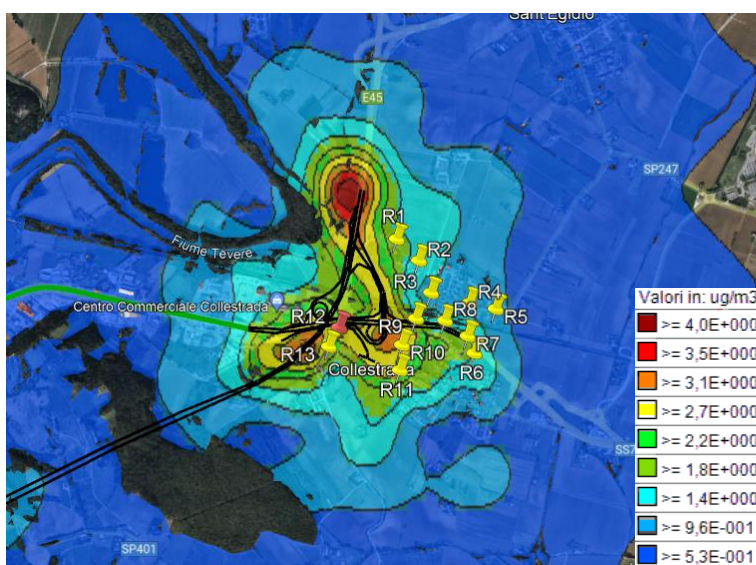 Sant'Egidio
E45
SP247
R1
R2
Fiume Tevere
R3
R4
Centro Commerciale Collestrada
R12
R9
R8
R5
R13
R10
R7
Collestrada
R6
R11
SS7
SP401
Valori in: ug/m3
>= 4,0E+000
>= 3,5E+000
>= 3,1E+000
>= 2,7E+000
>= 2,2E+000
>= 1,8E+000
>= 1,4E+000
>= 9,6E-001
>= 5,3E-001